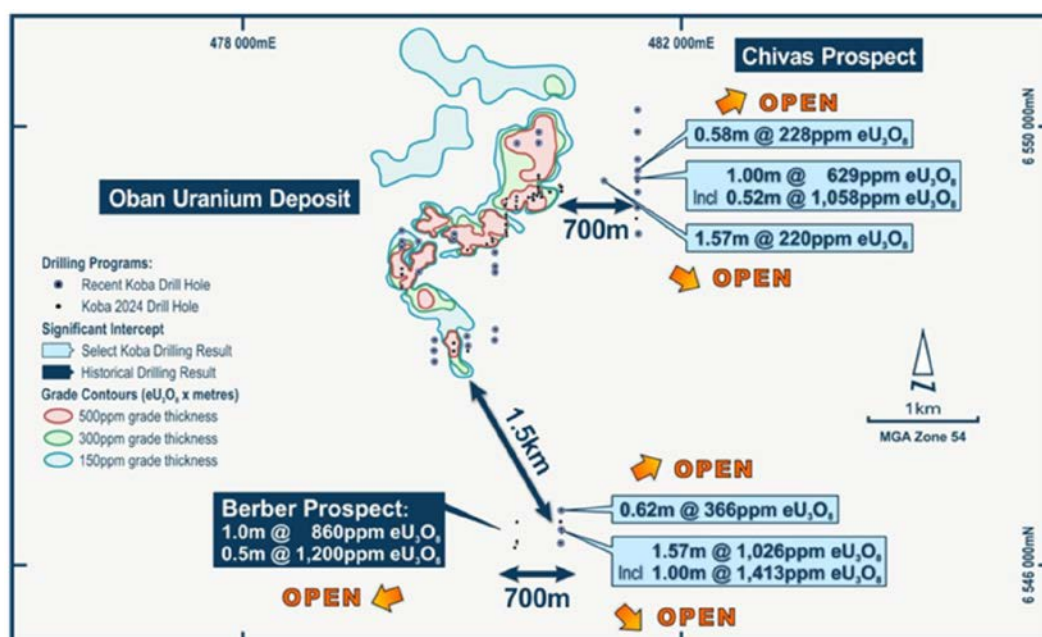 478 000mE
482 000mE
Chivas Prospect
OPEN
6 550 000mN
0.58m @ 228ppm eU₃O₈
1.00m @ 629ppm eU₃O₈
Incl 0.52m @ 1,058ppm eU₃O₈
Oban Uranium Deposit
700m
1.57m @ 220ppm eU₃O₈
OPEN
Drilling Programs:
Recent Koba Drill Hole
Koba 2024 Drill Hole
Significant Intercept
Select Koba Drilling Result
Historical Drilling Result
Grade Contours (eU₃O₈ x metres)
500ppm grade thickness
300ppm grade thickness
150ppm grade thickness
N
1km
MGA Zone 54
1.5km
OPEN
Berber Prospect:
1.0m @ 860ppm eU₃O₈
0.5m @ 1,200ppm eU₃O₈
0.62m @ 366ppm eU₃O₈
1.57m @ 1,026ppm eU₃O₈
Incl 1.00m @ 1,413ppm eU₃O₈
6 546 000mN
OPEN
700m
OPEN